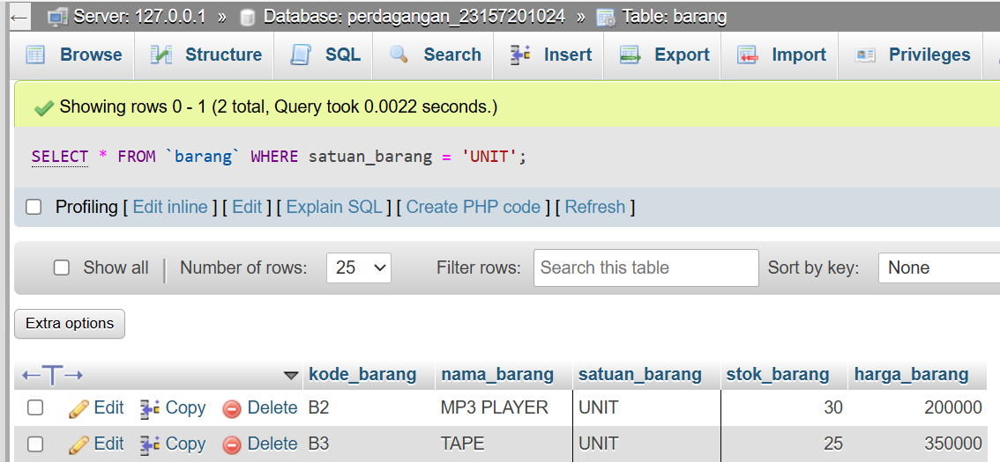 ← Server: 127.0.0.1 » Database: perdagangan_23157201024 » Table: barang
Browse Structure SQL Search Insert Export Import Privileges
Showing rows 0 - 1 (2 total, Query took 0.0022 seconds.)
SELECT * FROM `barang` WHERE satuan_barang = 'UNIT';
Profiling [ Edit inline ] [ Edit ] [ Explain SQL ] [ Create PHP code ] [ Refresh ]
Show all | Number of rows: 25 Filter rows: Search this table Sort by key: None
Extra options
←T→ kode_barang nama_barang satuan_barang stok_barang harga_barang
Edit Copy Delete B2 MP3 PLAYER UNIT 30 200000
Edit Copy Delete B3 TAPE UNIT 25 350000